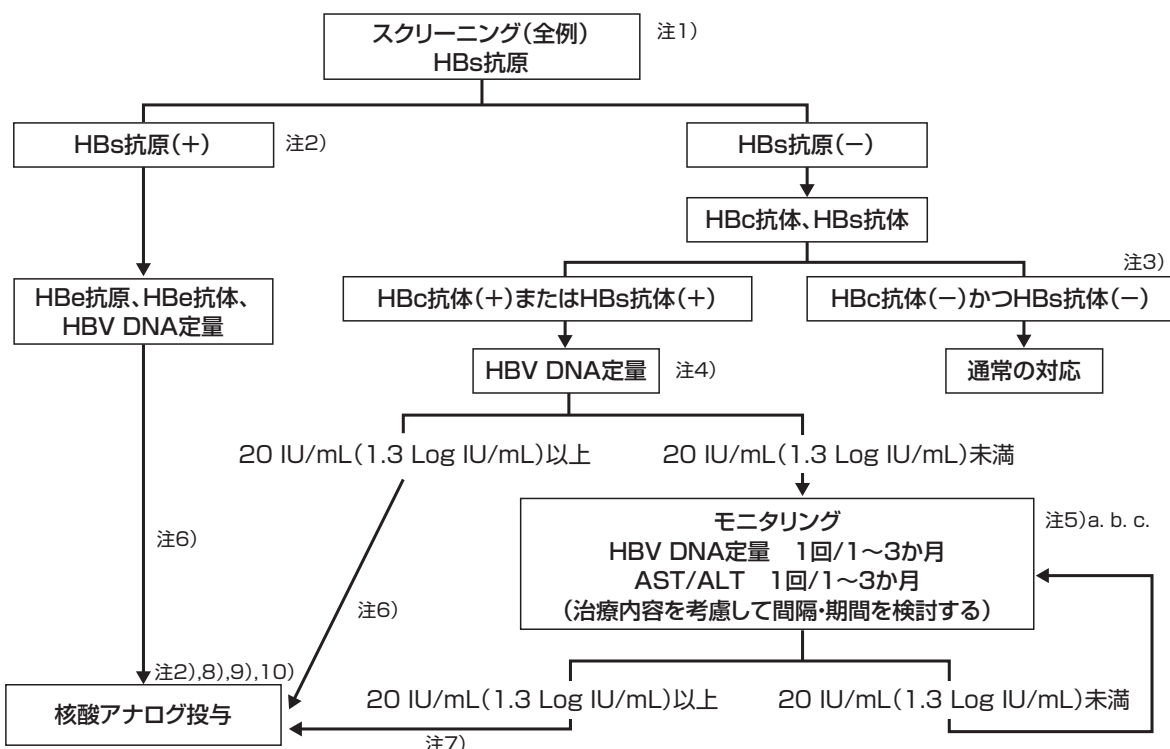 スクリーニング(全例)
HBs抗原
注1)
HBs抗原(+)
注2)
HBs抗原(−)
HBc抗体、HBs抗体
注3)
HBe抗原、HBe抗体、
HBV DNA定量
HBc抗体(+)またはHBs抗体(+)
HBc抗体(−)かつHBs抗体(−)
HBV DNA定量
注4)
通常の対応
20 IU/mL(1.3 Log IU/mL)以上
20 IU/mL(1.3 Log IU/mL)未満
モニタリング
HBV DNA定量 1回/1〜3か月
AST/ALT 1回/1〜3か月
(治療内容を考慮して間隔・期間を検討する)
注5)a. b. c.
注6)
注6)
注2),8),9),10)
核酸アナログ投与
20 IU/mL(1.3 Log IU/mL)以上
20 IU/mL(1.3 Log IU/mL)未満
注7)